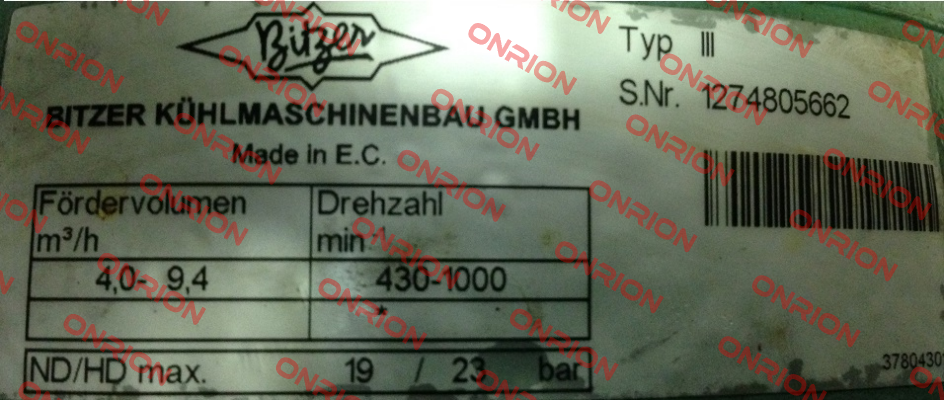 Bitzer
BITZER KÜHLMASCHINENBAU GMBH
Made in E.C.
Typ III
S.Nr. 1274805662
Fördervolumen Drehzahl
m³/h min⁻¹
4,0- 9,4 430-1000
*
ND/HD max. 19 / 23 bar
ONRION